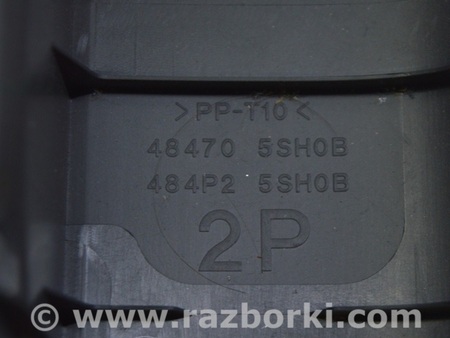 >PP-T10<
48470 5SH0B
484P2 5SH0B
2P
© www.razborki.com